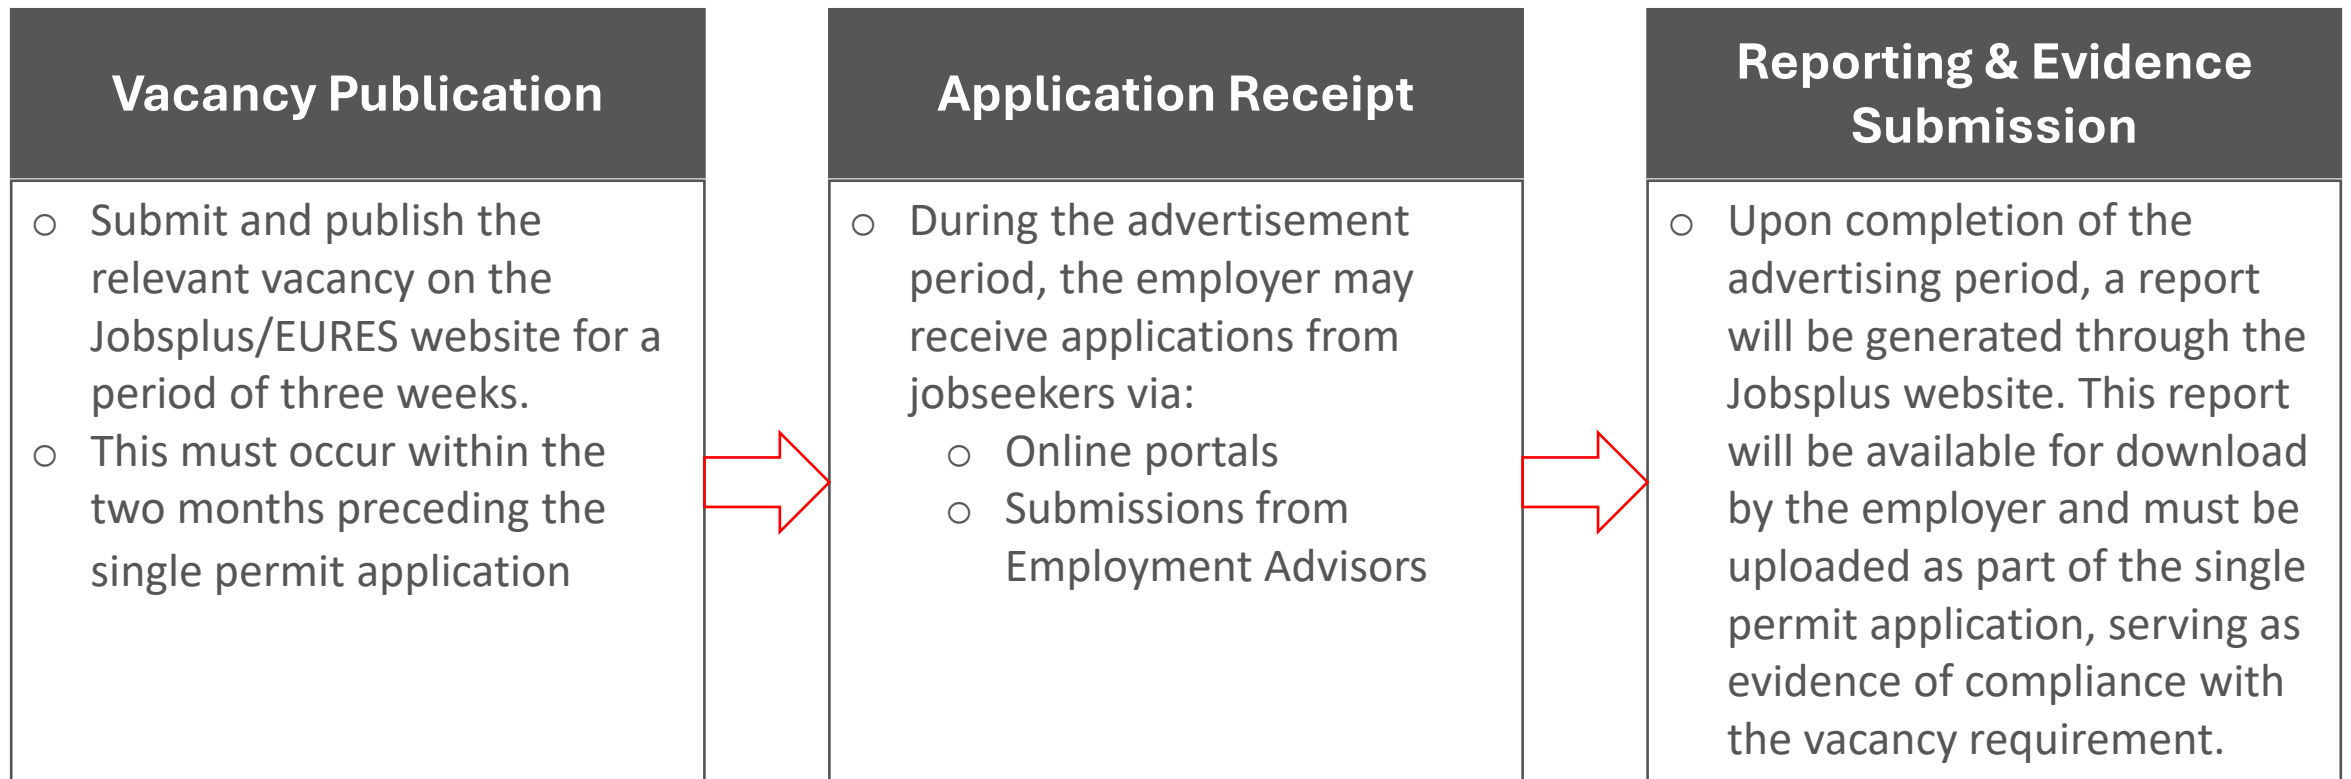 Vacancy Publication
○ Submit and publish the
relevant vacancy on the
Jobsplus/EURES website for a
period of three weeks.
○ This must occur within the
two months preceding the
single permit application
Application Receipt
○ During the advertisement
period, the employer may
receive applications from
jobseekers via:
○ Online portals
○ Submissions from
Employment Advisors
Reporting & Evidence
Submission
○ Upon completion of the
advertising period, a report
will be generated through the
Jobsplus website. This report
will be available for download
by the employer and must be
uploaded as part of the single
permit application, serving as
evidence of compliance with
the vacancy requirement.